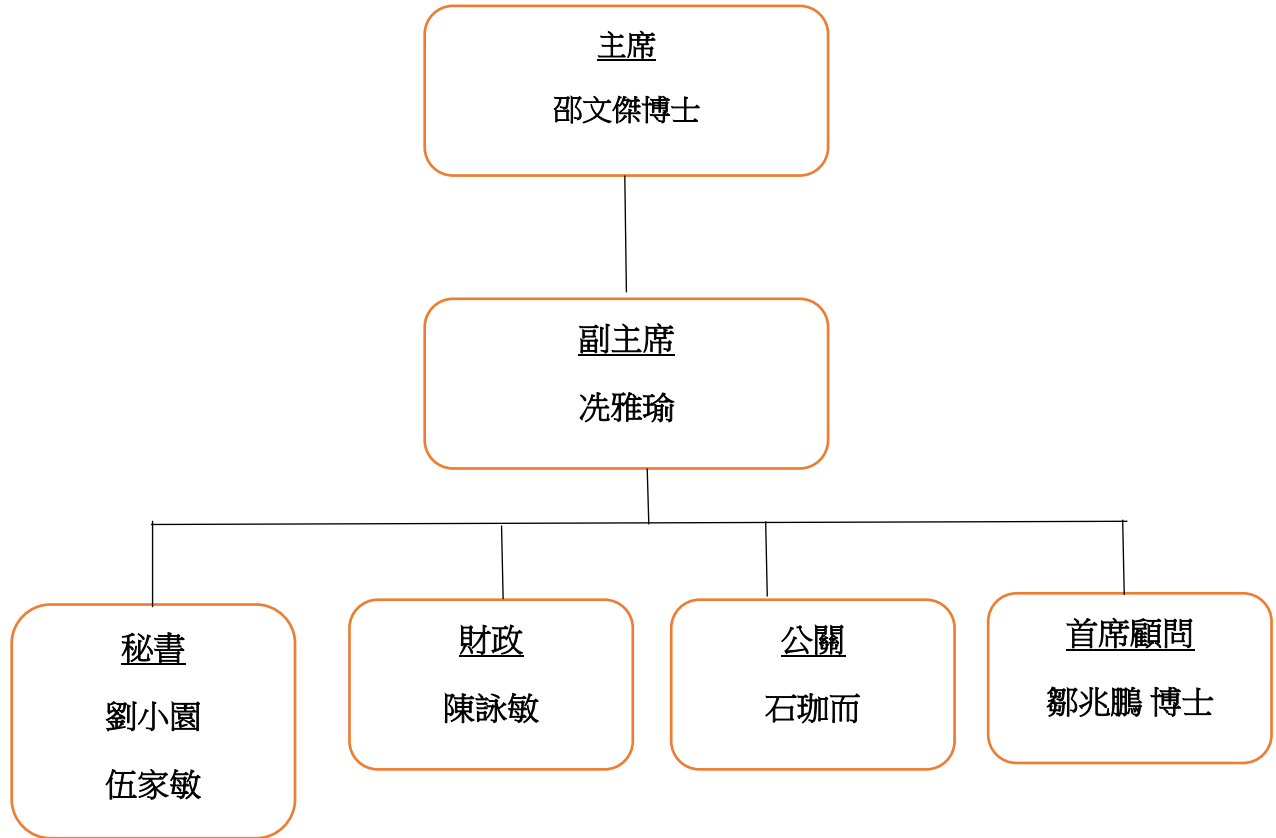 主席
邵文傑博士
副主席
冼雅瑜
秘書
劉小園
伍家敏
財政
陳詠敏
公關
石珈而
首席顧問
鄒兆鵬 博士